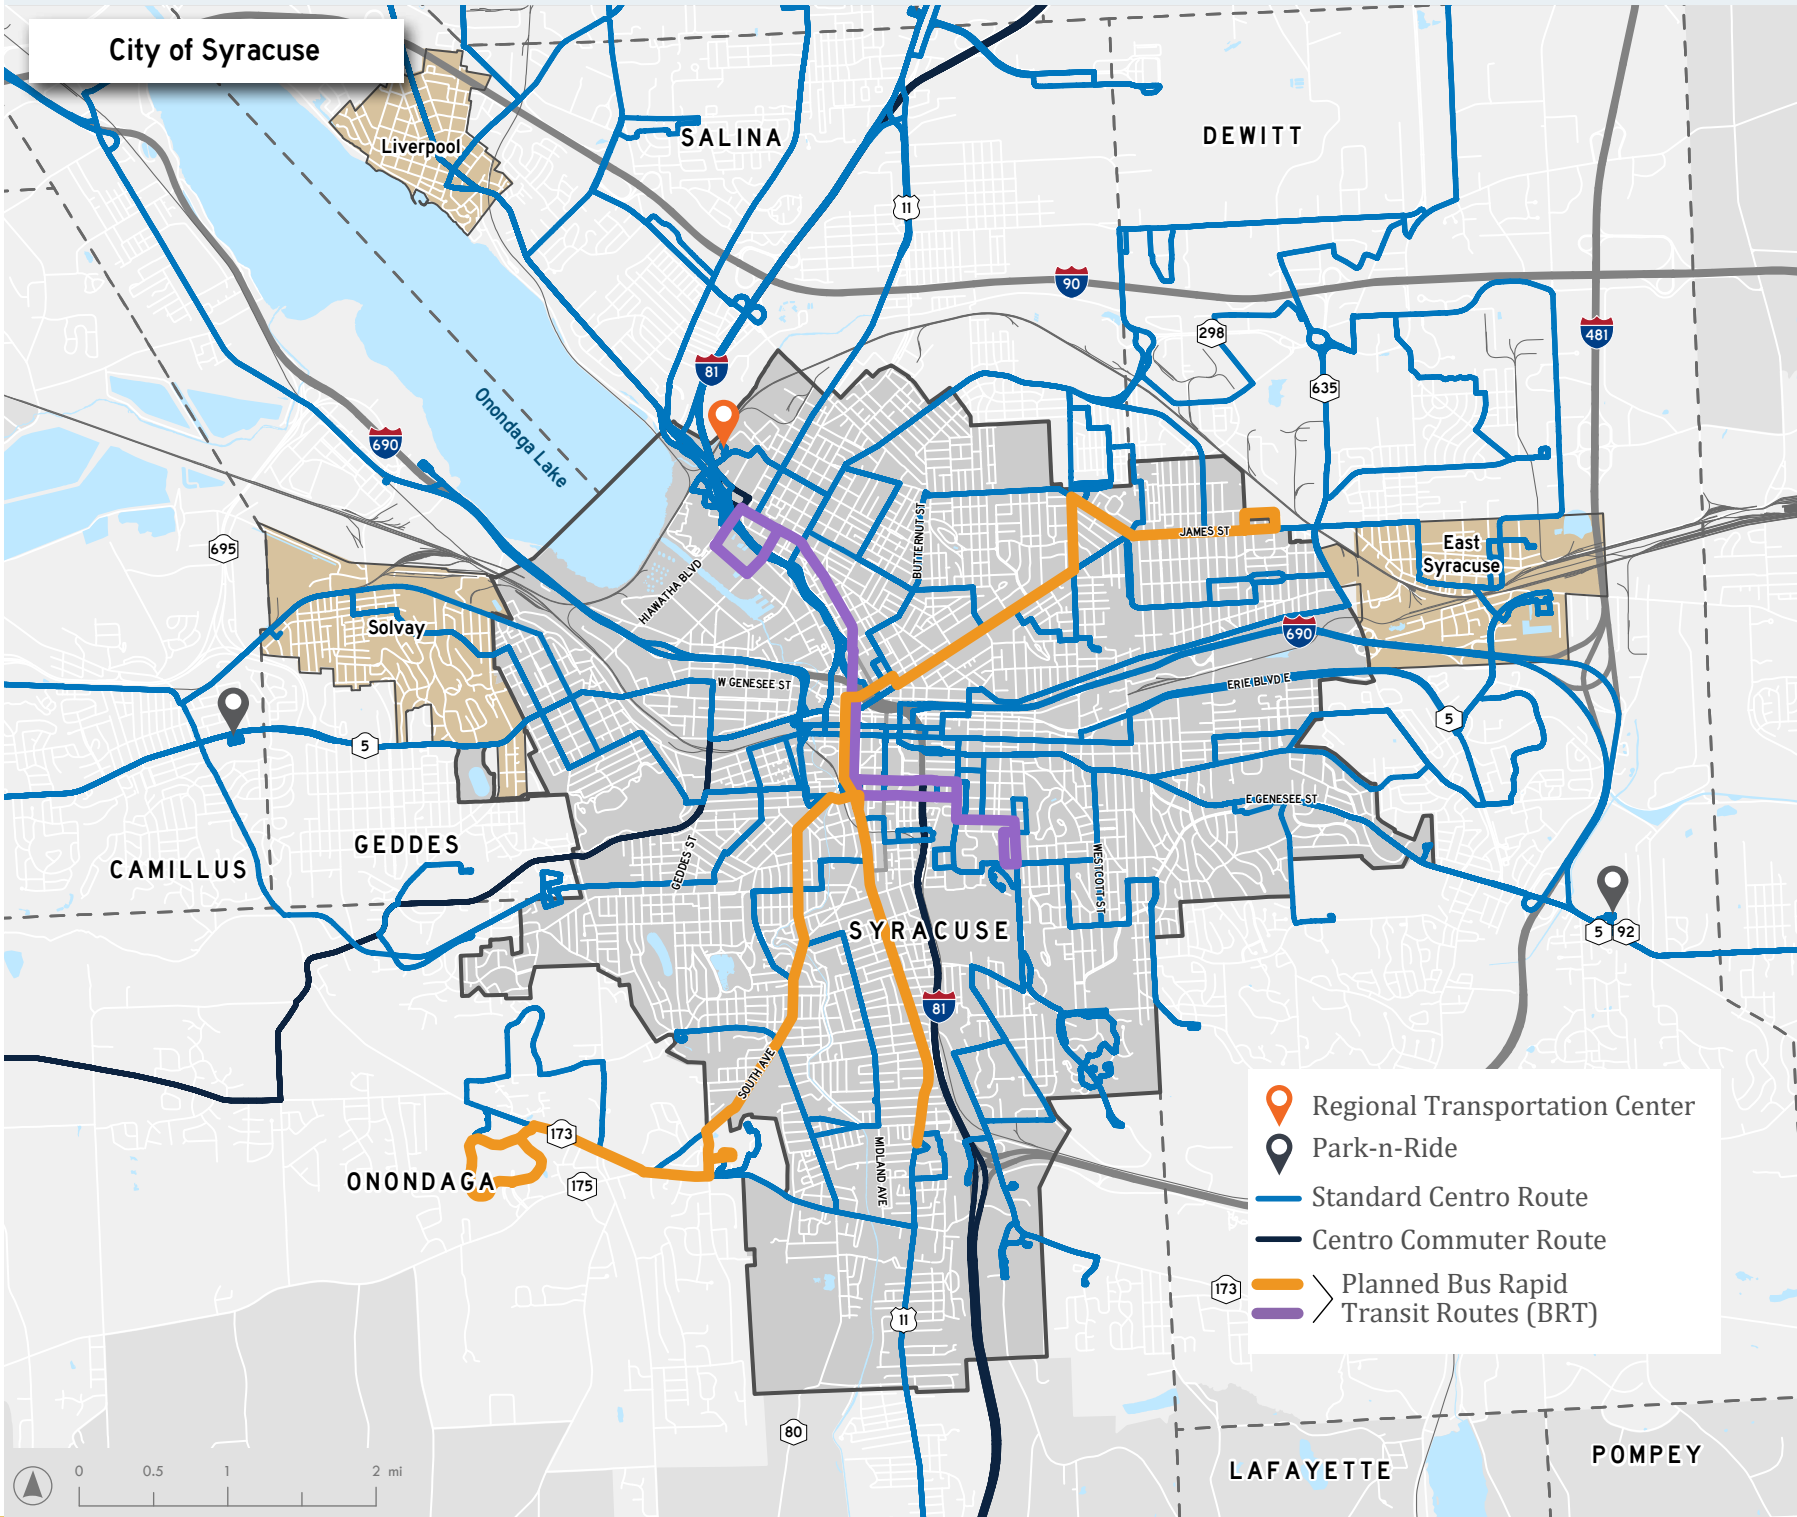 City of Syracuse
SALINA
DEWITT
Liverpool
11
90
298
481
81
635
Onondaga Lake
690
BUTTERNUT ST
JAMES ST
East
Syracuse
695
HIAWATHA BLVD
Solvay
690
W GENESEE ST
ERIE BLVD E
5
5
E GENESEE ST
GEDDES
CAMILLUS
GEDDES ST
WESTCOTT ST
SYRACUSE
5
92
81
SOUTH AVE
173
ONONDAGA
175
MIDLAND AVE
Regional Transportation Center
Park-n-Ride
Standard Centro Route
Centro Commuter Route
Planned Bus Rapid
Transit Routes (BRT)
173
11
80
LAFAYETTE
POMPEY
0 0.5 1 2 mi